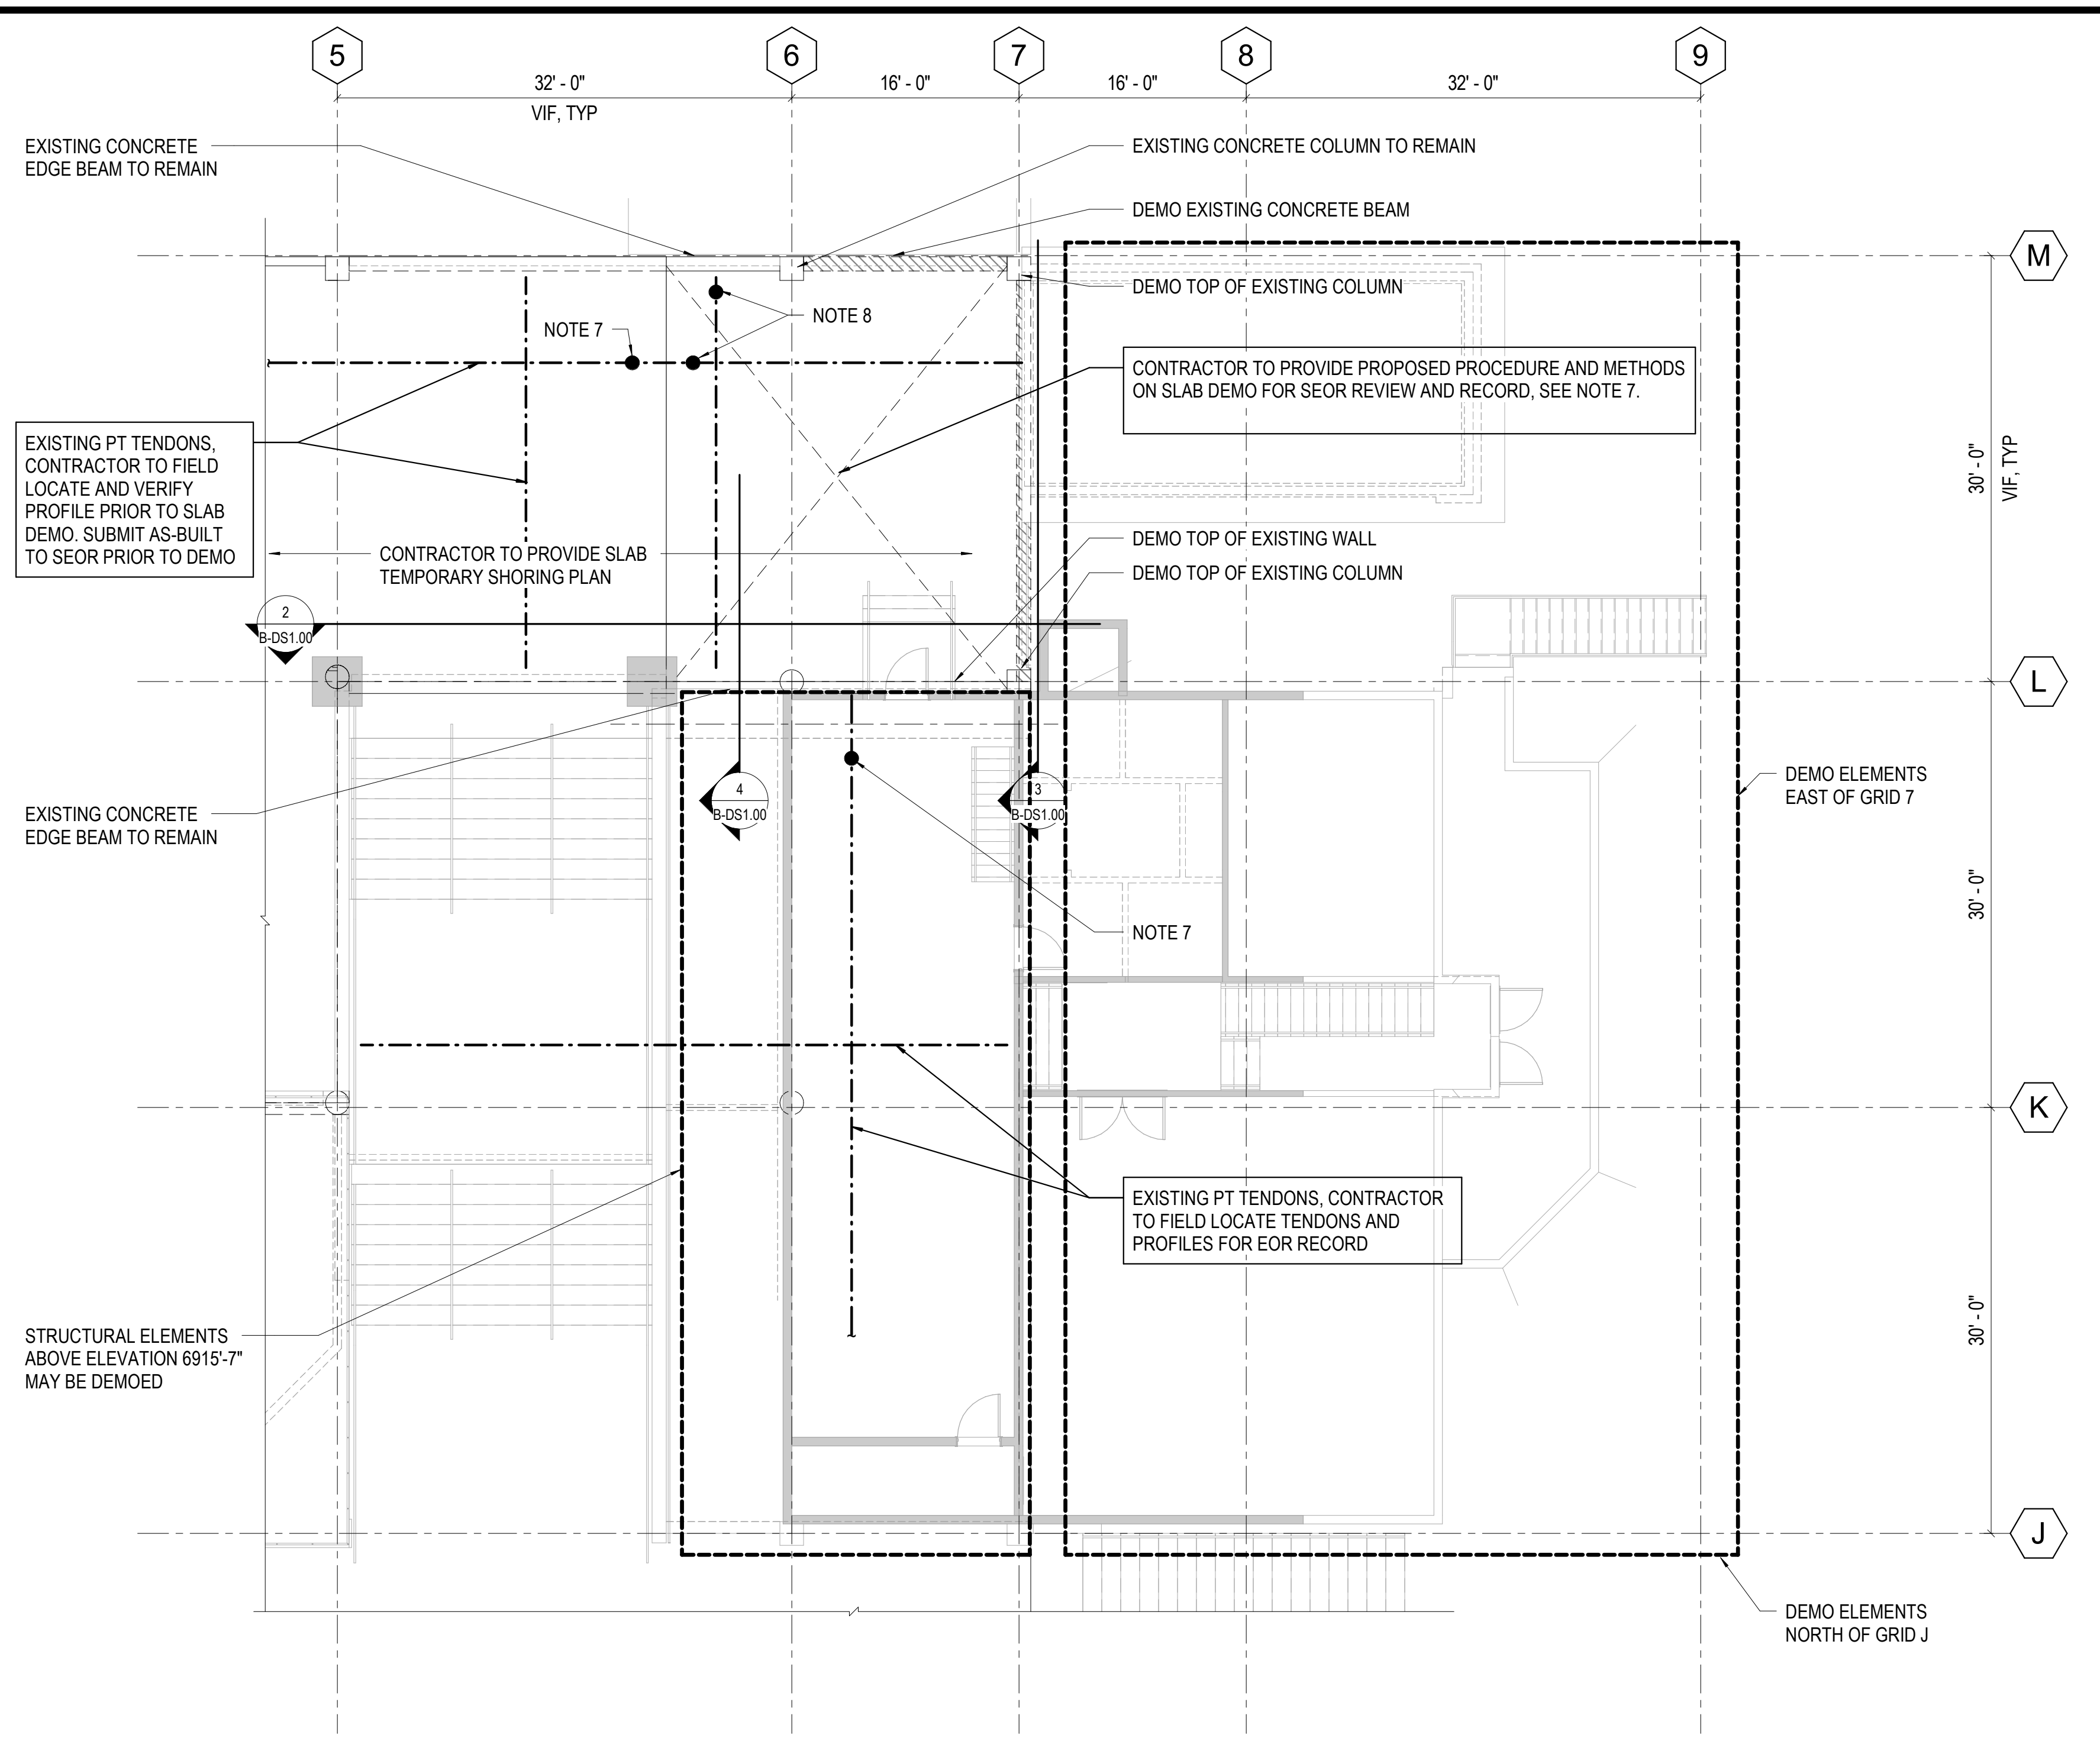 5
6
7
8
9
32' - 0"
16' - 0"
16' - 0"
32' - 0"
VIF, TYP
EXISTING CONCRETE
EDGE BEAM TO REMAIN
EXISTING CONCRETE COLUMN TO REMAIN
DEMO EXISTING CONCRETE BEAM
M
DEMO TOP OF EXISTING COLUMN
NOTE 7
NOTE 8
CONTRACTOR TO PROVIDE PROPOSED PROCEDURE AND METHODS
ON SLAB DEMO FOR SEOR REVIEW AND RECORD, SEE NOTE 7.
30' - 0"
VIF, TYP
EXISTING PT TENDONS,
CONTRACTOR TO FIELD
LOCATE AND VERIFY
PROFILE PRIOR TO SLAB
DEMO. SUBMIT AS-BUILT
TO SEOR PRIOR TO DEMO
CONTRACTOR TO PROVIDE SLAB
TEMPORARY SHORING PLAN
DEMO TOP OF EXISTING WALL
DEMO TOP OF EXISTING COLUMN
2
B-DS1.00
L
4
B-DS1.00
3
B-DS1.00
DEMO ELEMENTS
EAST OF GRID 7
EXISTING CONCRETE
EDGE BEAM TO REMAIN
30' - 0"
NOTE 7
K
EXISTING PT TENDONS, CONTRACTOR
TO FIELD LOCATE TENDONS AND
PROFILES FOR EOR RECORD
STRUCTURAL ELEMENTS
ABOVE ELEVATION 6915'-7"
MAY BE DEMOED
30' - 0"
J
DEMO ELEMENTS
NORTH OF GRID J